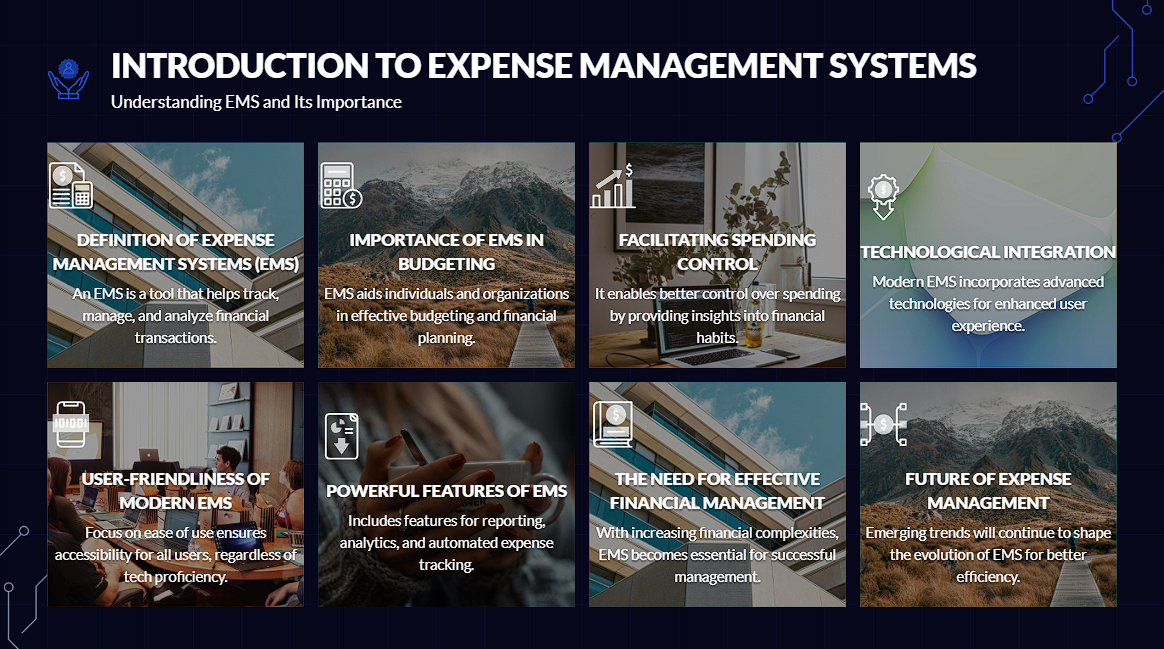 INTRODUCTION TO EXPENSE MANAGEMENT SYSTEMS
Understanding EMS and Its Importance
DEFINITION OF EXPENSE
MANAGEMENT SYSTEMS (EMS)
An EMS is a tool that helps track,
manage, and analyze financial
transactions.
IMPORTANCE OF EMS IN
BUDGETING
EMS aids individuals and organizations
in effective budgeting and financial
planning.
FACILITATING SPENDING
CONTROL
It enables better control over spending
by providing insights into financial
habits.
TECHNOLOGICAL INTEGRATION
Modern EMS incorporates advanced
technologies for enhanced user
experience.
010100
USER-FRIENDLINESS OF
MODERN EMS
Focus on ease of use ensures
accessibility for all users, regardless of
tech proficiency.
POWERFUL FEATURES OF EMS
Includes features for reporting,
analytics, and automated expense
tracking.
THE NEED FOR EFFECTIVE
FINANCIAL MANAGEMENT
With increasing financial complexities,
EMS becomes essential for successful
management.
FUTURE OF EXPENSE
MANAGEMENT
Emerging trends will continue to shape
the evolution of EMS for better
efficiency.